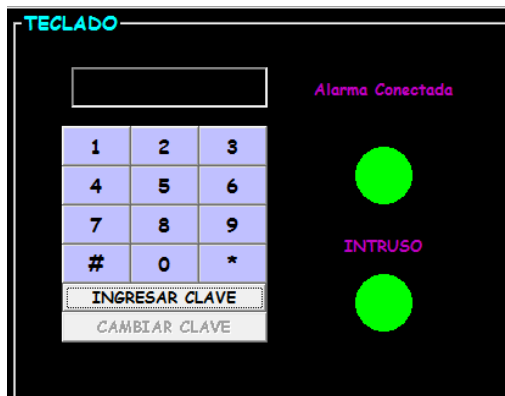 TECLADO
Alarma Conectada
1 2 3
4 5 6
7 8 9
# 0 *
INTRUSO
INGRESAR CLAVE
CAMBIAR CLAVE